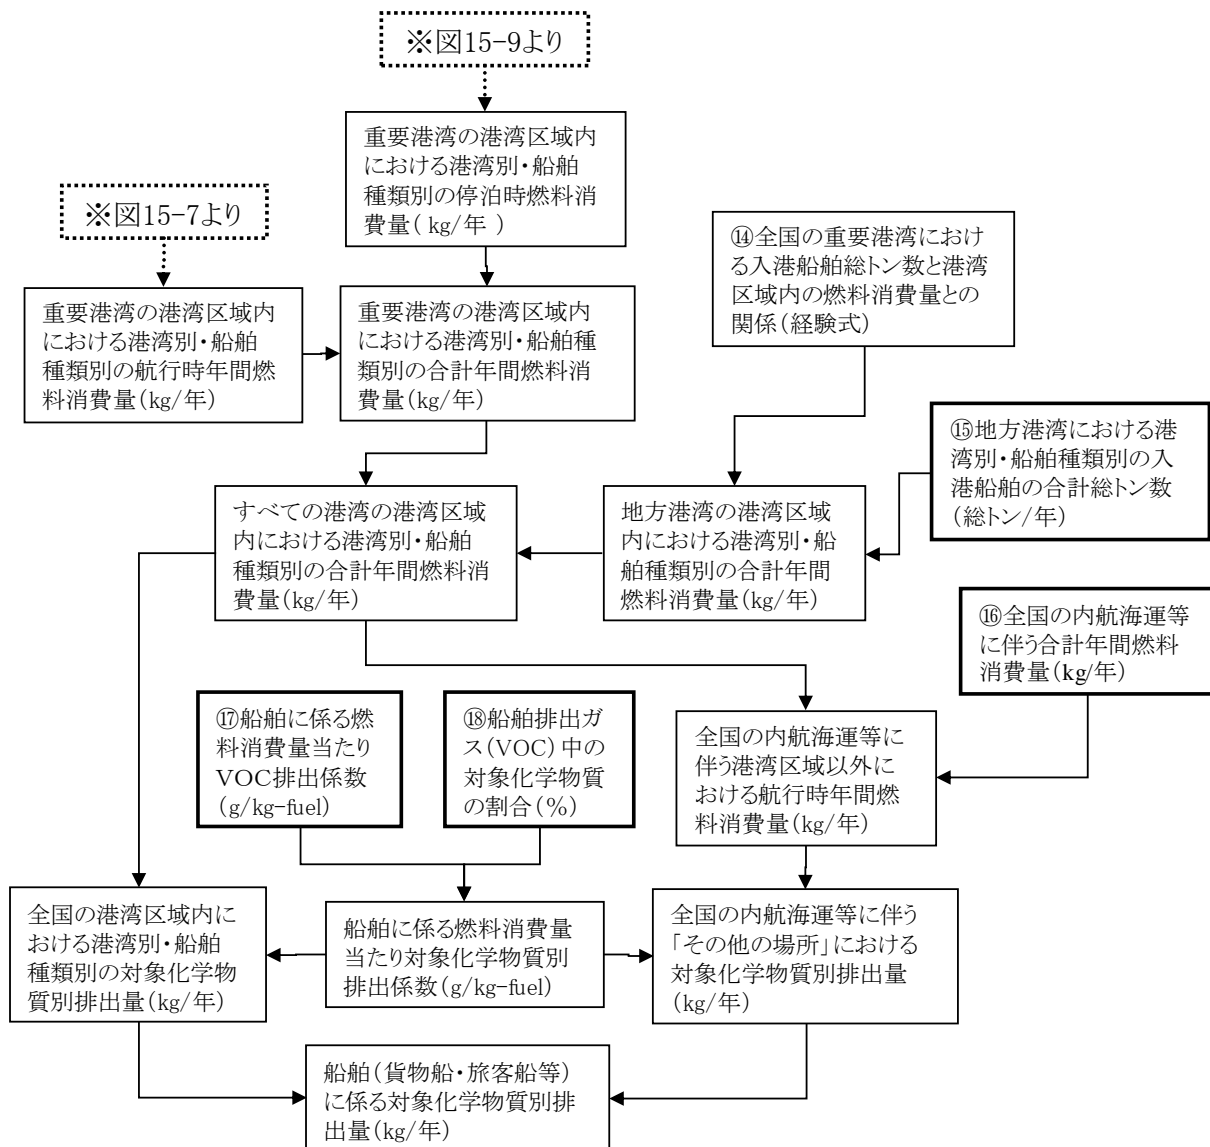 ※図15-9より
重要港湾の港湾区域内
における港湾別・船舶
種類別の停泊時燃料消
費量( kg/年 )
※図15-7より
⑭全国の重要港湾におけ
る入港船舶総トン数と港湾
区域内の燃料消費量との
関係(経験式)
重要港湾の港湾区域内
における港湾別・船舶
種類別の航行時年間燃
料消費量(kg/年)
重要港湾の港湾区域内
における港湾別・船舶種
類別の合計年間燃料消
費量(kg/年)
⑮地方港湾における港
湾別・船舶種類別の入
港船舶の合計総トン数
(総トン/年)
すべての港湾の港湾区域
内における港湾別・船舶
種類別の合計年間燃料消
費量(kg/年)
地方港湾の港湾区域
内における港湾別・船
舶種類別の合計年間
燃料消費量(kg/年)
⑯全国の内航海運等
に伴う合計年間燃料
消費量(kg/年)
⑰船舶に係る燃
料消費量当たり
VOC排出係数
(g/kg-fuel)
⑱船舶排出ガ
ス(VOC)中の
対象化学物質
の割合(%)
全国の内航海運等に
伴う港湾区域以外に
おける航行時年間燃
料消費量(kg/年)
全国の港湾区域内に
おける港湾別・船舶
種類別の対象化学物
質別排出量(kg/年)
船舶に係る燃料消費量
当たり対象化学物質別
排出係数(g/kg-fuel)
全国の内航海運等に伴う
「その他の場所」における
対象化学物質別排出量
(kg/年)
船舶(貨物船・旅客船等)
に係る対象化学物質別排
出量(kg/年)